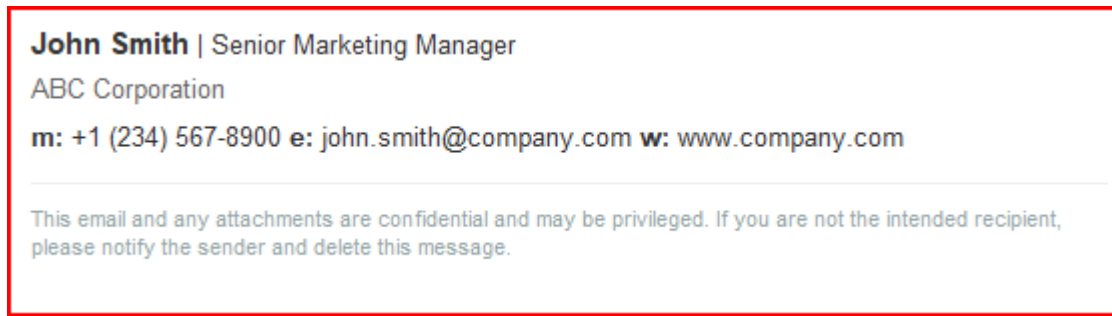 John Smith | Senior Marketing Manager
ABC Corporation
m: +1 (234) 567-8900 e: john.smith@company.com w: www.company.com
This email and any attachments are confidential and may be privileged. If you are not the intended recipient,
please notify the sender and delete this message.